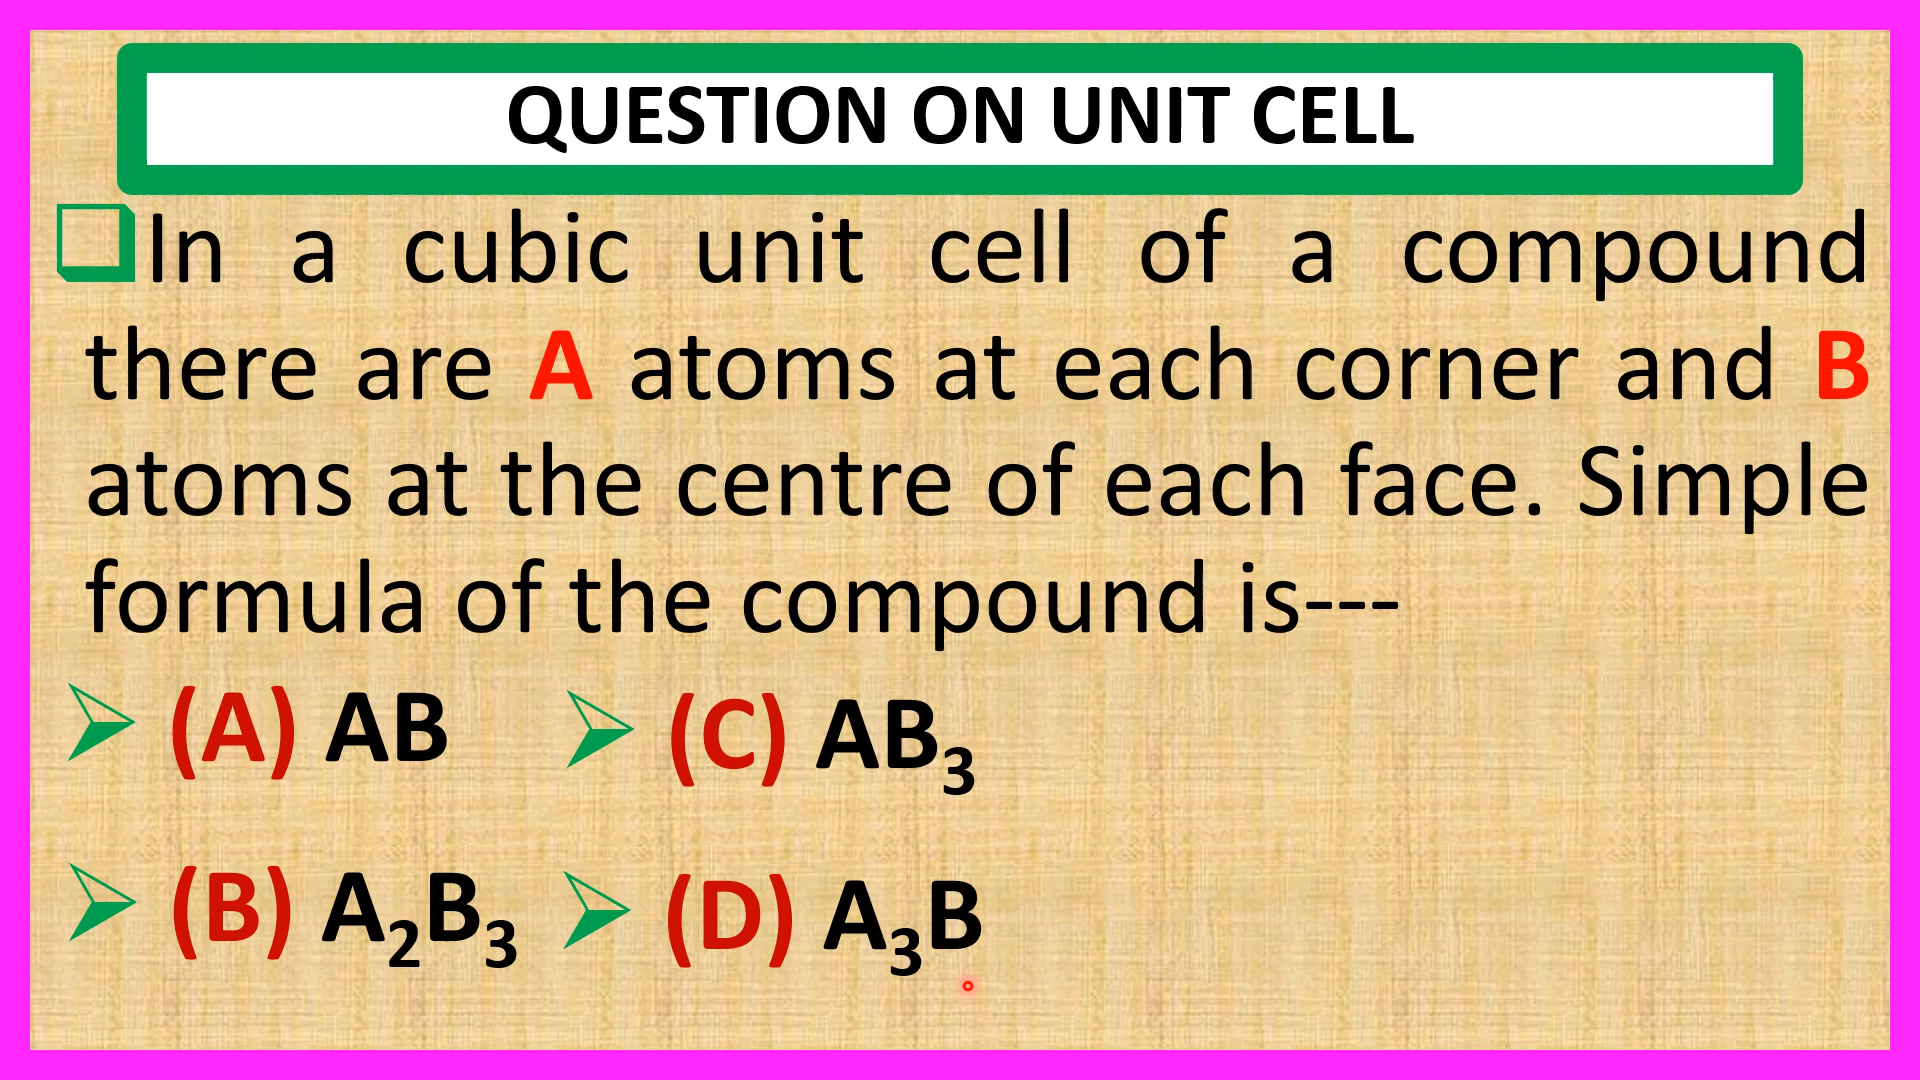 QUESTION ON UNIT CELL
In a cubic unit cell of a compound
there are A atoms at each corner and B
atoms at the centre of each face. Simple
formula of the compound is---
(A) AB (C) AB₃
(B) A₂B₃ (D) A₃B